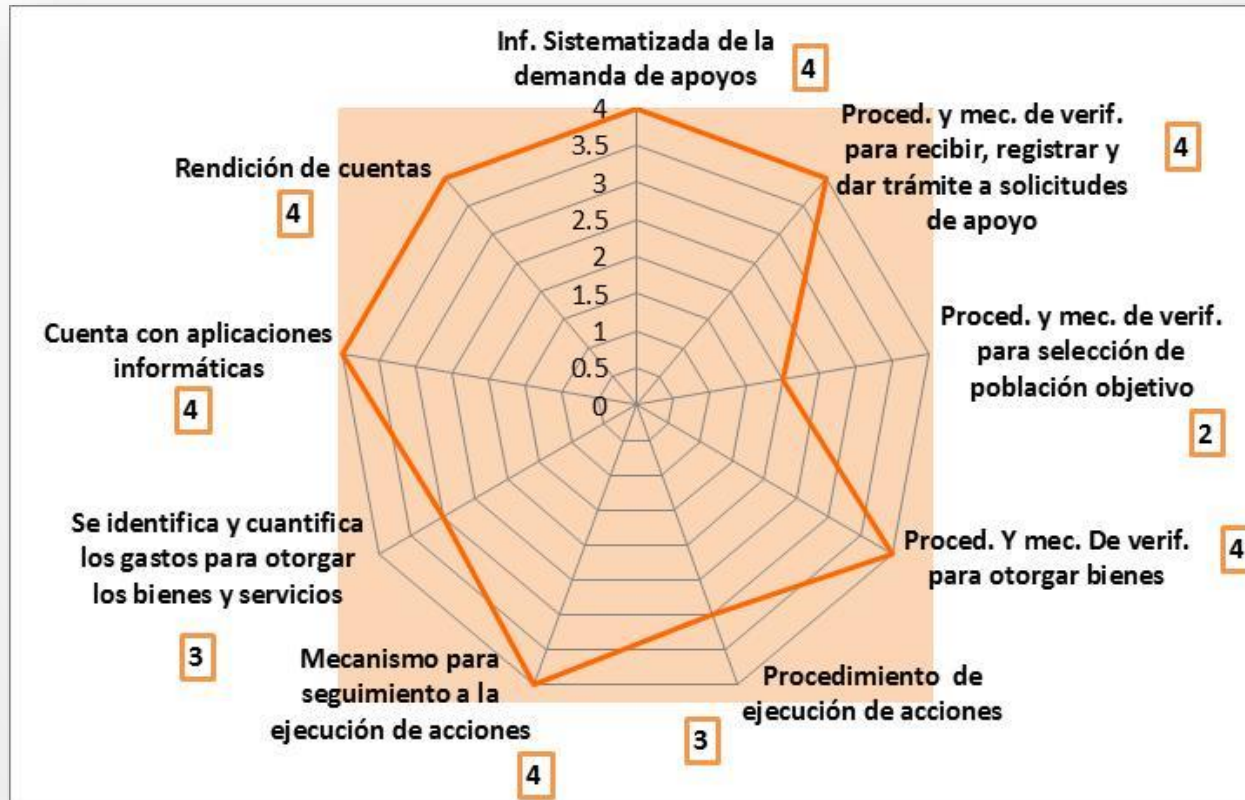 Inf. Sistematizada de la
demanda de apoyos
4
Proced. y mec. de verif.
para recibir, registrar y
dar trámite a solicitudes
de apoyo
4
Proced. y mec. de verif.
para selección de
población objetivo
2
Proced. Y mec. De verif.
para otorgar bienes
4
Procedimiento de
ejecución de acciones
3
Mecanismo para
seguimiento a la
ejecución de acciones
4
Se identifica y cuantifica
los gastos para otorgar
los bienes y servicios
3
Cuenta con aplicaciones
informáticas
4
Rendición de cuentas
4
4
3.5
3
2.5
2
1.5
1
0.5
0